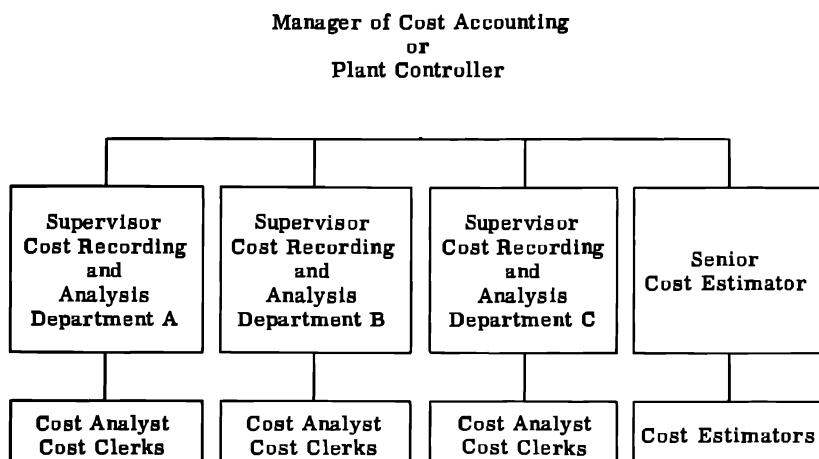 Manager of Cost Accounting
or
Plant Controller
Supervisor
Cost Recording
and
Analysis
Department A
Supervisor
Cost Recording
and
Analysis
Department B
Supervisor
Cost Recording
and
Analysis
Department C
Senior
Cost Estimator
Cost Analyst
Cost Clerks
Cost Analyst
Cost Clerks
Cost Analyst
Cost Clerks
Cost Estimators